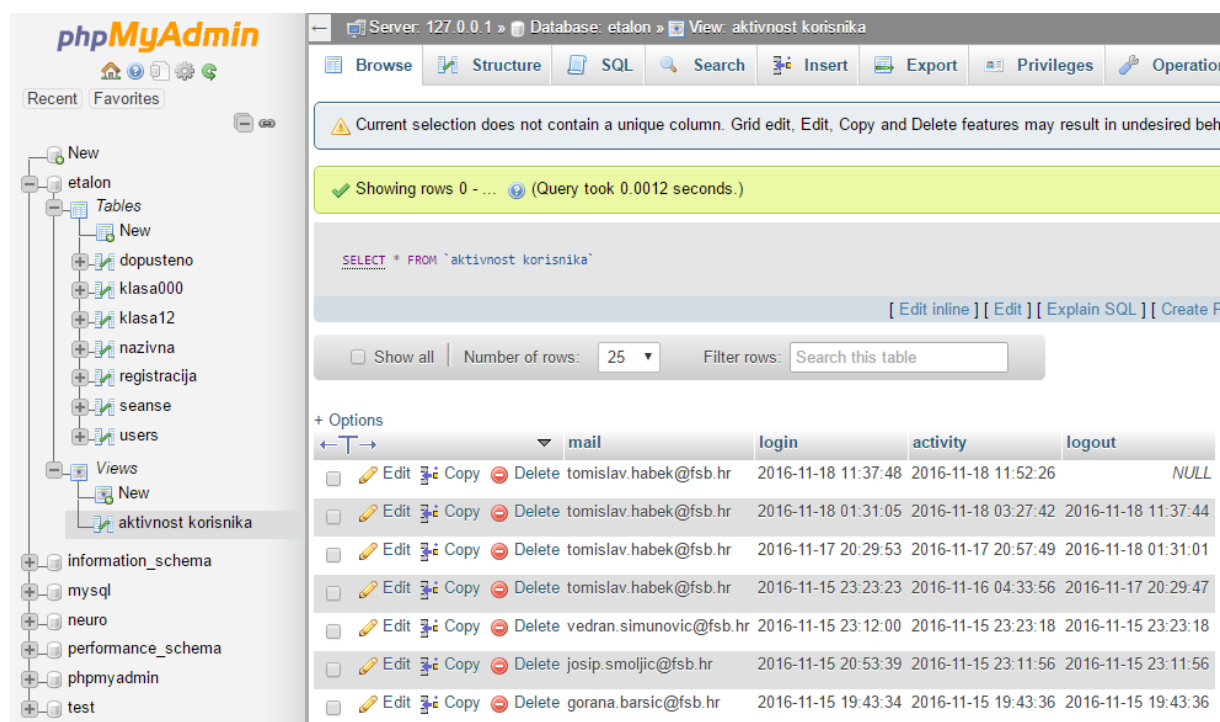 phpMyAdmin
Recent Favorites
New
etalon
Tables
New
dopusteno
klasa000
klasa12
nazivna
registracija
seanse
users
Views
New
aktivnost korisnika
information_schema
mysql
neuro
performance_schema
phpmyadmin
test
Server: 127.0.0.1 » Database: etalon » View: aktivnost korisnika
Browse Structure SQL Search Insert Export Privileges Operatio
Current selection does not contain a unique column. Grid edit, Edit, Copy and Delete features may result in undesired beh
Showing rows 0 - ... (Query took 0.0012 seconds.)
SELECT * FROM `aktivnost korisnika`
[ Edit inline ] [ Edit ] [ Explain SQL ] [ Create P
Show all Number of rows: 25 Filter rows: Search this table
+ Options
mail login activity logout
Edit Copy Delete tomislav.habek@fsb.hr 2016-11-18 11:37:48 2016-11-18 11:52:26 NULL
Edit Copy Delete tomislav.habek@fsb.hr 2016-11-18 01:31:05 2016-11-18 03:27:42 2016-11-18 11:37:44
Edit Copy Delete tomislav.habek@fsb.hr 2016-11-17 20:29:53 2016-11-17 20:57:49 2016-11-18 01:31:01
Edit Copy Delete tomislav.habek@fsb.hr 2016-11-15 23:23:23 2016-11-16 04:33:56 2016-11-17 20:29:47
Edit Copy Delete vedran.simunovic@fsb.hr 2016-11-15 23:12:00 2016-11-15 23:23:18 2016-11-15 23:23:18
Edit Copy Delete josip.smoljic@fsb.hr 2016-11-15 20:53:39 2016-11-15 23:11:56 2016-11-15 23:11:56
Edit Copy Delete gorana.barsic@fsb.hr 2016-11-15 19:43:34 2016-11-15 19:43:36 2016-11-15 19:43:36